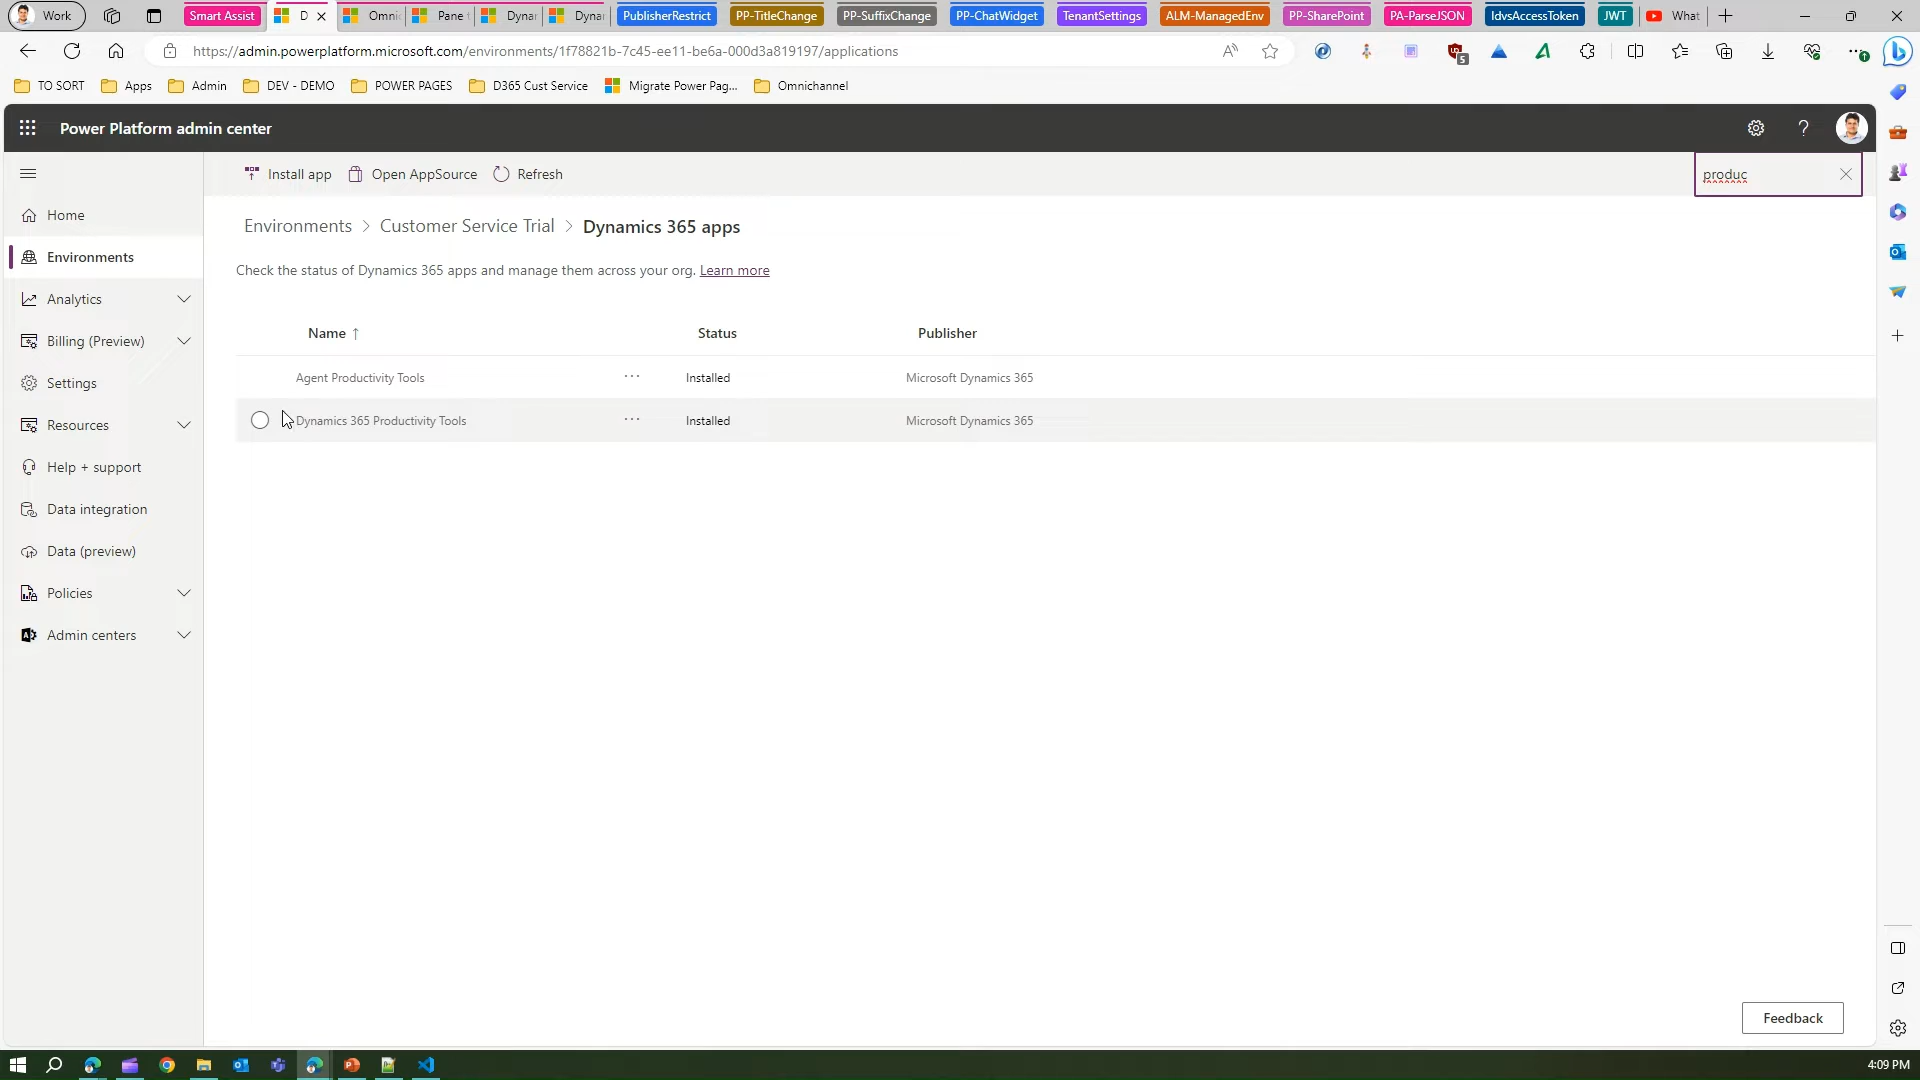 Work
Smart Assist
D
Omnic
Pane
Dynar
Dynar
PublisherRestrict
PP-TitleChange
PP-SuffixChange
PP-ChatWidget
TenantSettings
ALM-ManagedEnv
PP-SharePoint
PA-ParseJSON
IdvsAccessToken
JWT
What
https://admin.powerplatform.microsoft.com/environments/1f78821b-7c45-ee11-be6a-000d3a819197/applications
5
TO SORT
Apps
Admin
DEV - DEMO
POWER PAGES
D365 Cust Service
Migrate Power Pag...
Omnichannel
Power Platform admin center
Install app
Open AppSource
Refresh
produc
Home
Environments
Analytics
Billing (Preview)
Settings
Resources
Help + support
Data integration
Data (preview)
Policies
Admin centers
Environments > Customer Service Trial > Dynamics 365 apps
Check the status of Dynamics 365 apps and manage them across your org. Learn more
Name ↑ Status Publisher
Agent Productivity Tools ... Installed Microsoft Dynamics 365
Dynamics 365 Productivity Tools ... Installed Microsoft Dynamics 365
Feedback
4:09 PM